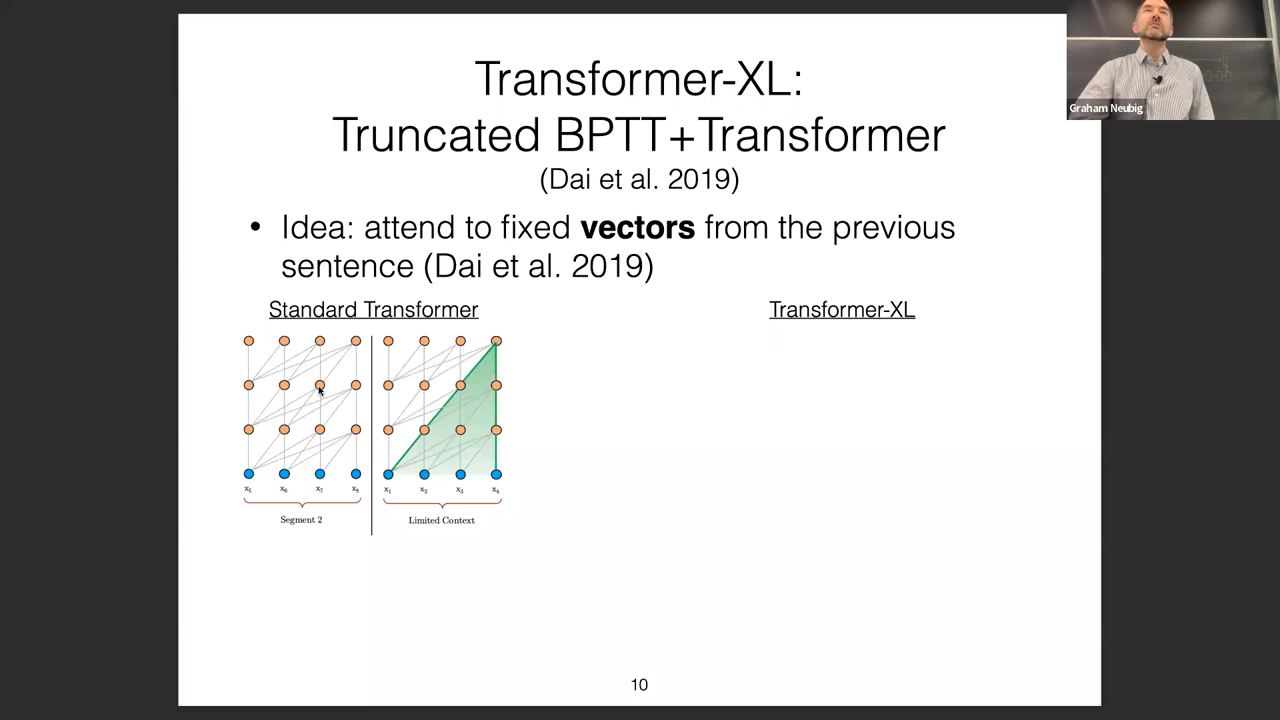 Transformer-XL:
Truncated BPTT+Transformer
(Dai et al. 2019)
• Idea: attend to fixed vectors from the previous
sentence (Dai et al. 2019)
Standard Transformer
Transformer-XL
x5 x6 x7 x8 x1 x2 x3 x4
Segment 2
Limited Context
10
Graham Neubig